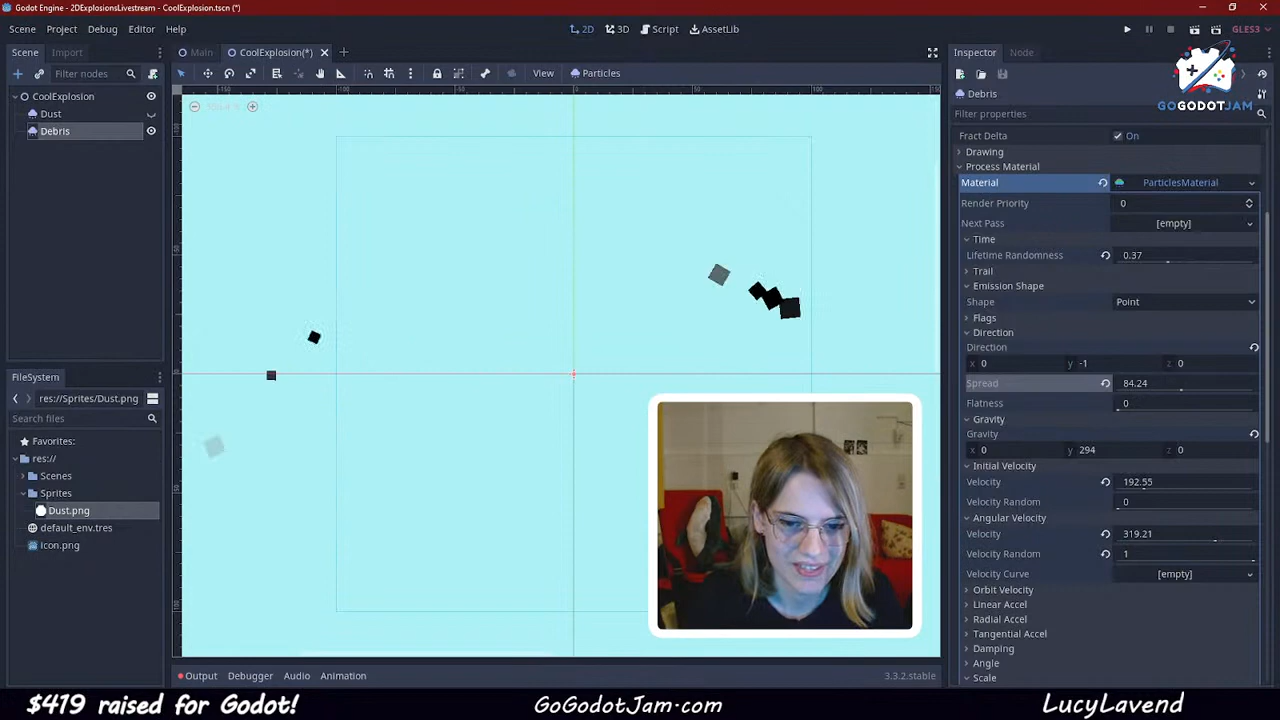 Godot Engine - 2DExplosionsLivestream - CoolExplosion.tscn (*)
Scene Project Debug Editor Help
2D 3D Script AssetLib
GLES3
Scene Import
Main CoolExplosion(*)
Inspector Node
Filter nodes
View Particles
CoolExplosion
Dust
Debris
Debris
GOGODOTJAM
Filter properties
Fract Delta On
Drawing
Process Material
Material ParticlesMaterial
Render Priority 0
Next Pass [empty]
Time
Lifetime Randomness 0.37
Trail
Emission Shape
Shape Point
Flags
Direction
Direction
x 0 y -1 z 0
Spread 84.24
Flatness 0
Gravity
Gravity
x 0 y 294 z 0
Initial Velocity
Velocity 192.55
Velocity Random 0
Angular Velocity
Velocity 319.21
Velocity Random 1
Velocity Curve [empty]
Orbit Velocity
Linear Accel
Radial Accel
Tangential Accel
Damping
Angle
Scale
FileSystem
res://Sprites/Dust.png
Search files
Favorites:
res://
Scenes
Sprites
Dust.png
default_env.tres
icon.png
Output Debugger Audio Animation
3.3.2.stable
$419 raised for Godot!
GoGodotJam.com
LucyLavend